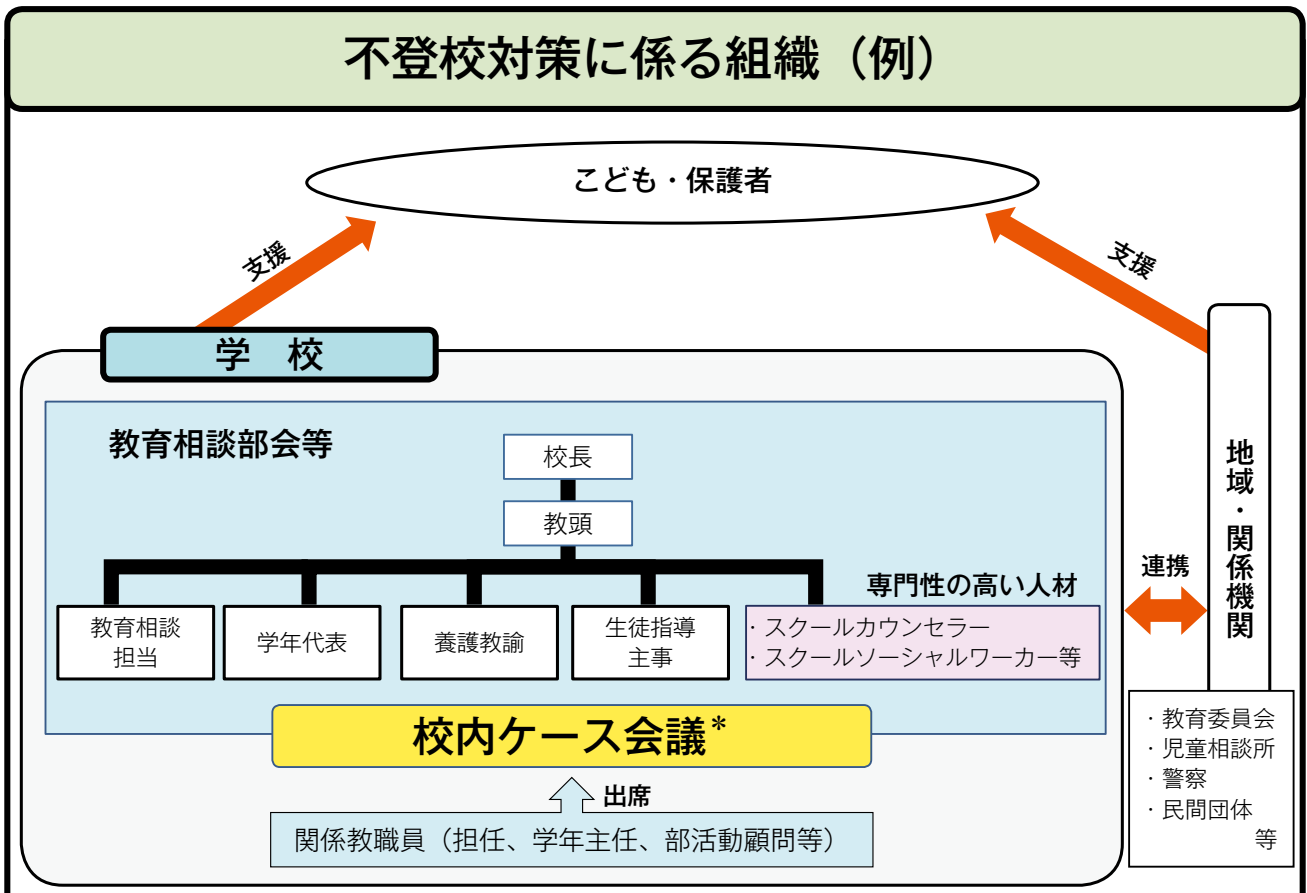 不登校対策に係る組織（例）
こども・保護者
支援
支援
学　校
教育相談部会等
校長
教頭
専門性の高い人材
教育相談
担当
学年代表
養護教諭
生徒指導
主事
・スクールカウンセラー
・スクールソーシャルワーカー等
校内ケース会議*
出席
関係教職員（担任、学年主任、部活動顧問等）
連携
地域・関係機関
・教育委員会
・児童相談所
・警察
・民間団体
等